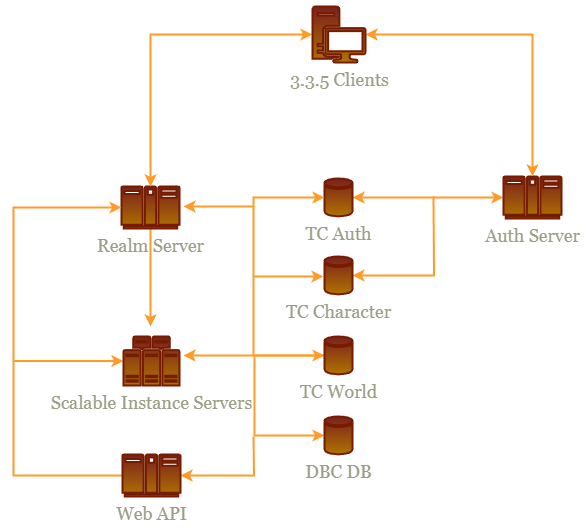 3.3.5 Clients
Realm Server
TC Auth
Auth Server
TC Character
Scalable Instance Servers
TC World
DBC DB
Web API